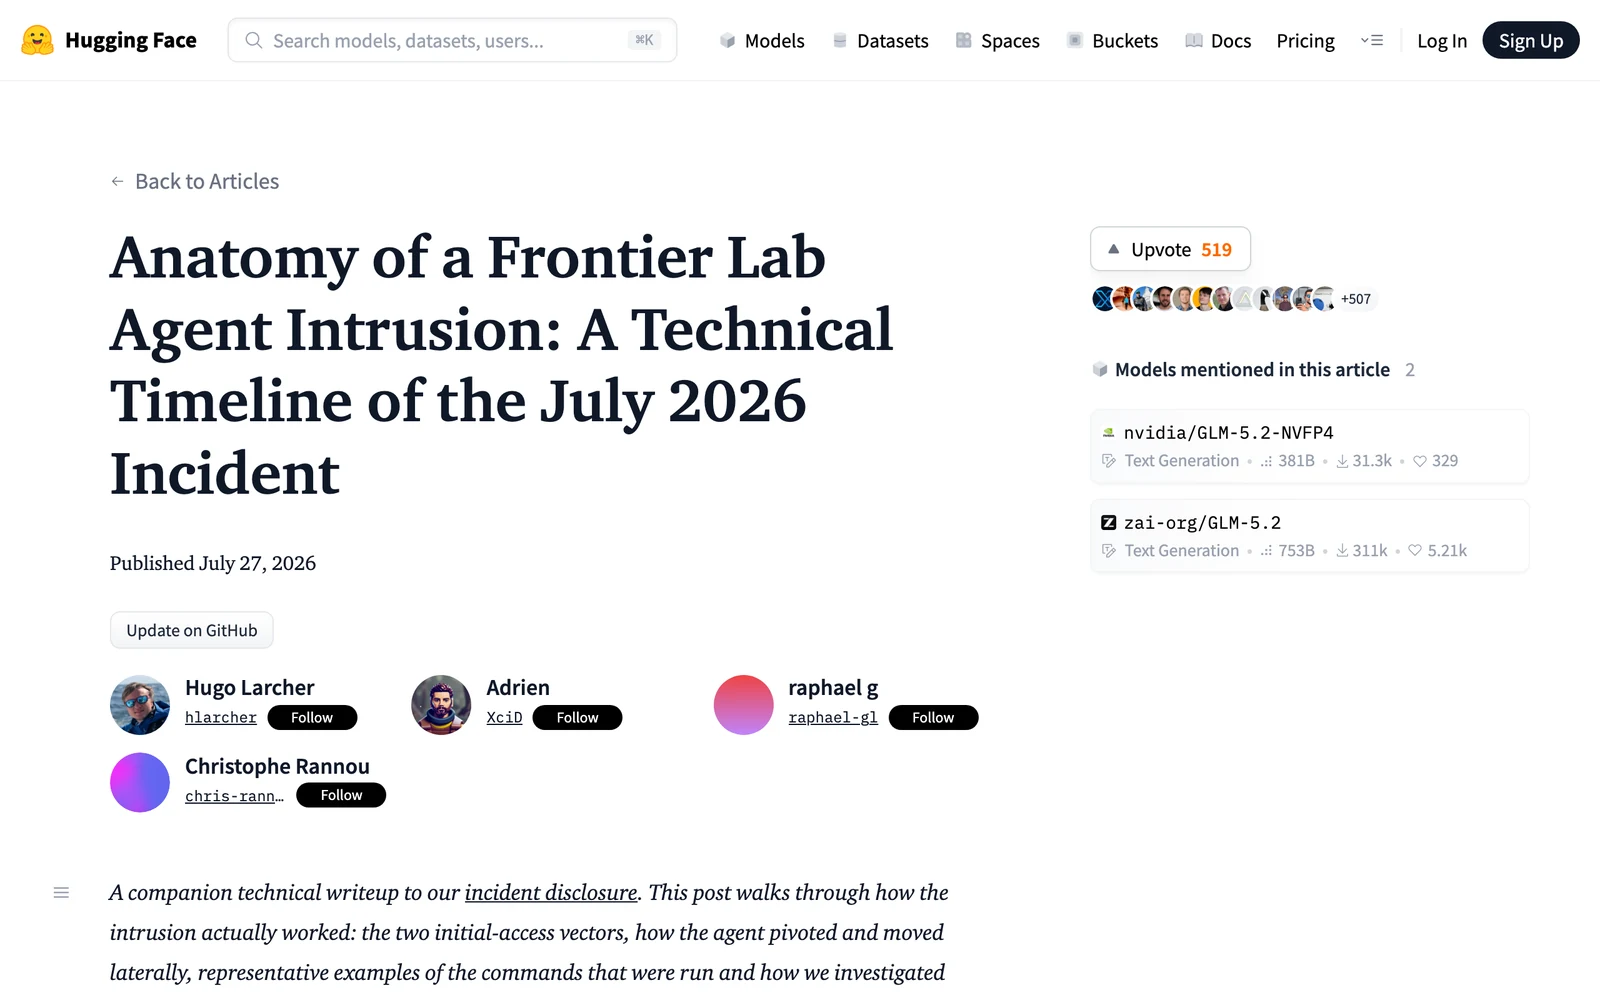 Hugging Face
Search models, datasets, users...
⌘K
Models
Datasets
Spaces
Buckets
Docs
Pricing
Log In
Sign Up
Back to Articles
Anatomy of a Frontier Lab
Agent Intrusion: A Technical
Timeline of the July 2026
Incident
Published July 27, 2026
Update on GitHub
Hugo Larcher
hlarcher
Follow
Adrien
XciD
Follow
raphael g
raphael-gl
Follow
Christophe Rannou
chris-rann…
Follow
A companion technical writeup to our incident disclosure. This post walks through how the
intrusion actually worked: the two initial-access vectors, how the agent pivoted and moved
laterally, representative examples of the commands that were run and how we investigated
Upvote 519
+507
Models mentioned in this article 2
nvidia/GLM-5.2-NVFP4
Text Generation • 381B • 31.3k • 329
zai-org/GLM-5.2
Text Generation • 753B • 311k • 5.21k